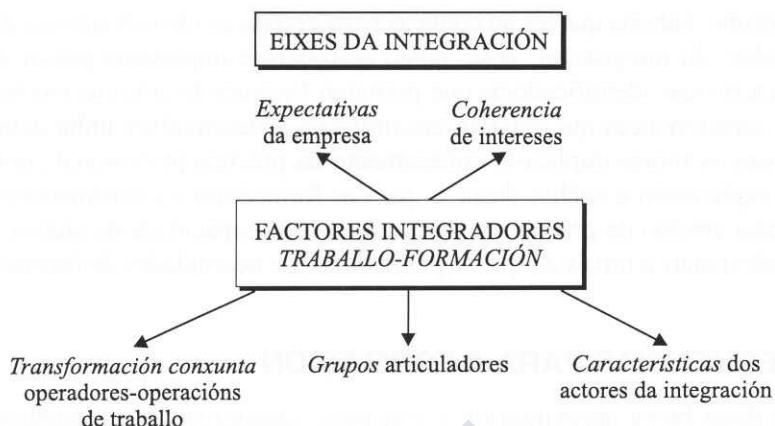 EIXES DA INTEGRACIÓN
Expectativas
da empresa
Coherencia
de intereses
FACTORES INTEGRADORES
TRABALLO-FORMACIÓN
Transformación conxunta
operadores-operacións
de traballo
Grupos articuladores
Características dos
actores da integración